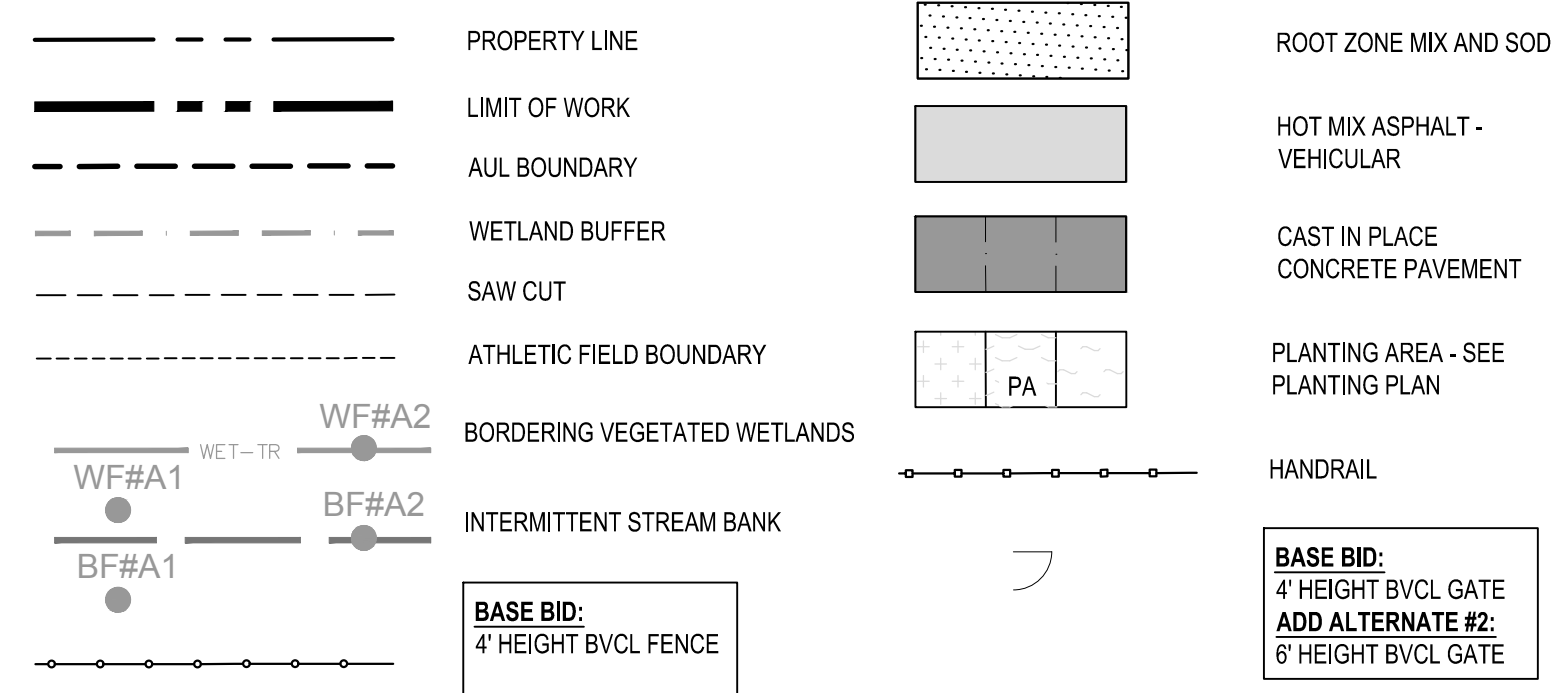 PROPERTY LINE
LIMIT OF WORK
AUL BOUNDARY
WETLAND BUFFER
SAW CUT
ATHLETIC FIELD BOUNDARY
WF#A2
WET-TR
BORDERING VEGETATED WETLANDS
WF#A1
BF#A2
INTERMITTENT STREAM BANK
BF#A1
BASE BID:
4' HEIGHT BVCL FENCE
ROOT ZONE MIX AND SOD
HOT MIX ASPHALT -
VEHICULAR
CAST IN PLACE
CONCRETE PAVEMENT
PA
PLANTING AREA - SEE
PLANTING PLAN
HANDRAIL
BASE BID:
4' HEIGHT BVCL GATE
ADD ALTERNATE #2:
6' HEIGHT BVCL GATE